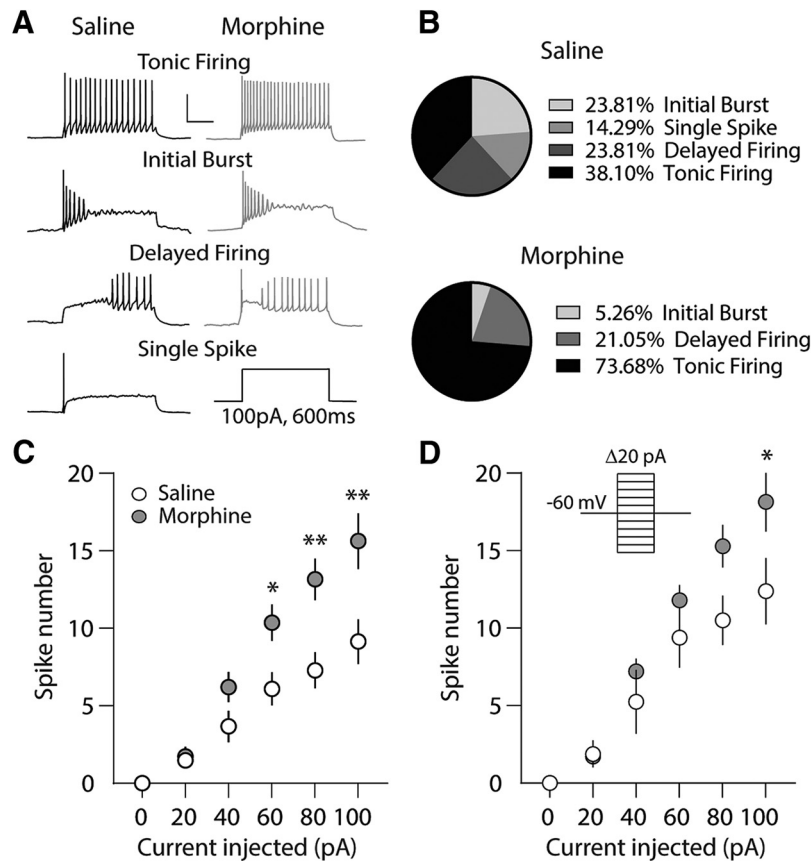 A
Saline Morphine
Tonic Firing
Initial Burst
Delayed Firing
Single Spike
100pA, 600ms
B
Saline
23.81% Initial Burst
14.29% Single Spike
23.81% Delayed Firing
38.10% Tonic Firing
Morphine
5.26% Initial Burst
21.05% Delayed Firing
73.68% Tonic Firing
C
Saline
Morphine
*
**
**
Spike number
20
15
10
5
0
0 20 40 60 80 100
Current injected (pA)
D
Δ20 pA
-60 mV
*
Spike number
20
15
10
5
0
0 20 40 60 80 100
Current injected (pA)